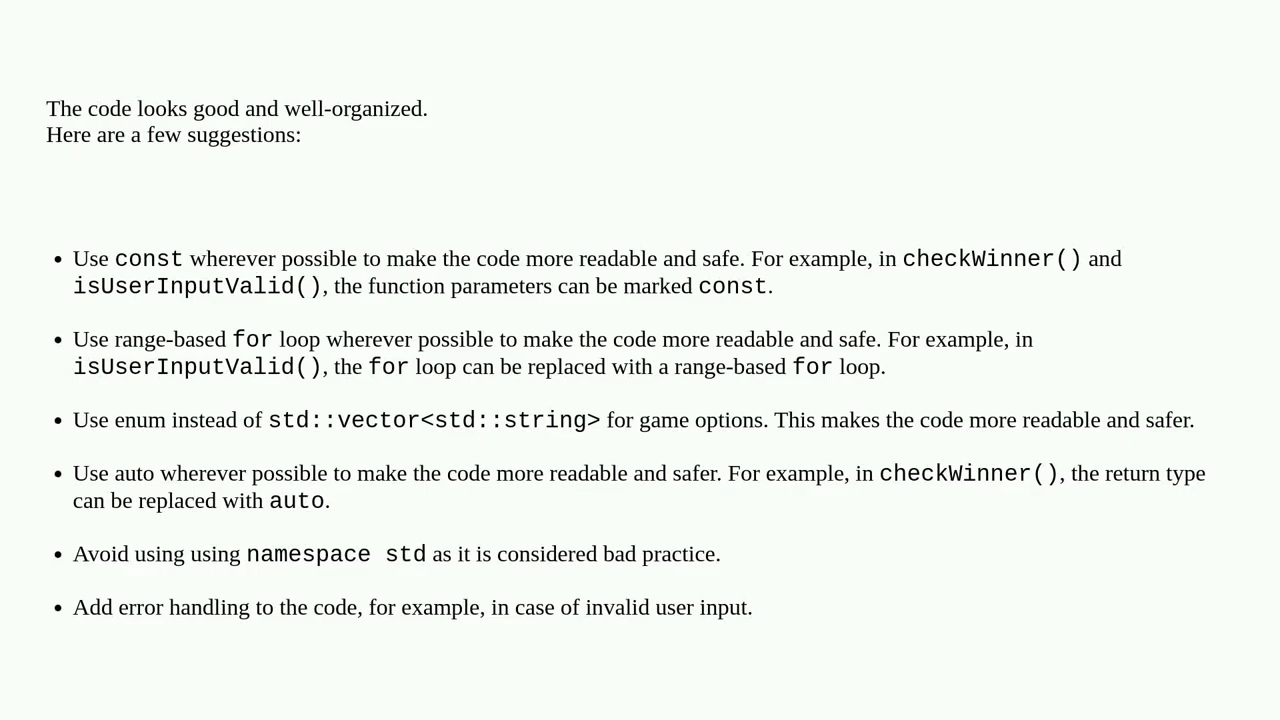 The code looks good and well-organized.
Here are a few suggestions:
• Use const wherever possible to make the code more readable and safe. For example, in checkWinner() and
isUserInputValid(), the function parameters can be marked const.
• Use range-based for loop wherever possible to make the code more readable and safe. For example, in
isUserInputValid(), the for loop can be replaced with a range-based for loop.
• Use enum instead of std::vector<std::string> for game options. This makes the code more readable and safer.
• Use auto wherever possible to make the code more readable and safer. For example, in checkWinner(), the return type
can be replaced with auto.
• Avoid using using namespace std as it is considered bad practice.
• Add error handling to the code, for example, in case of invalid user input.